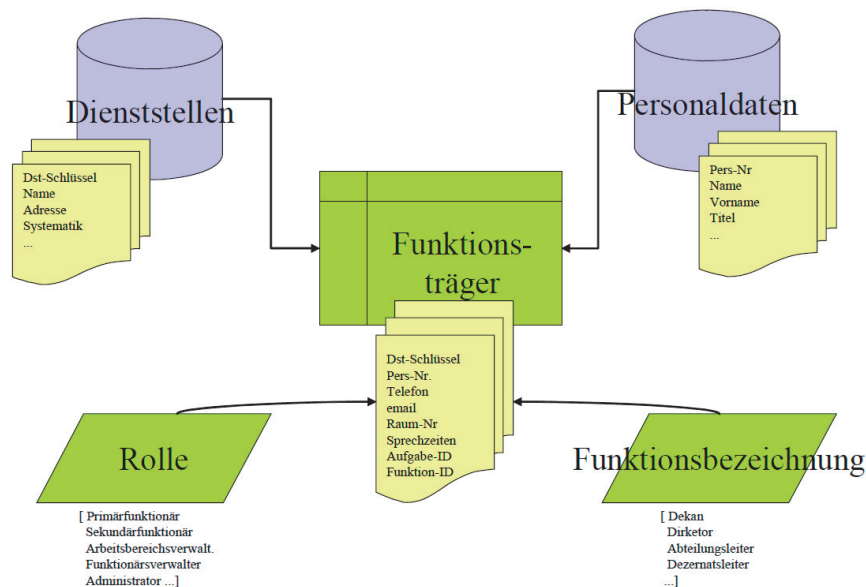 Dienststellen
Dst-Schlüssel
Name
Adresse
Systematik
...
Personaldaten
Pers-Nr
Name
Vorname
Titel
...
Funktions-
träger
Dst-Schlüssel
Pers-Nr.
Telefon
email
Raum-Nr
Sprechzeiten
Aufgabe-ID
Funktion-ID
Rolle
[ Primärfunktionär
Sekundärfunktionär
Arbeitsbereichsverwalt.
Funktionärsverwalter
Administrator ...]
Funktionsbezeichnung
[ Dekan
Dirketor
Abteilungsleiter
Dezernatsleiter
...]